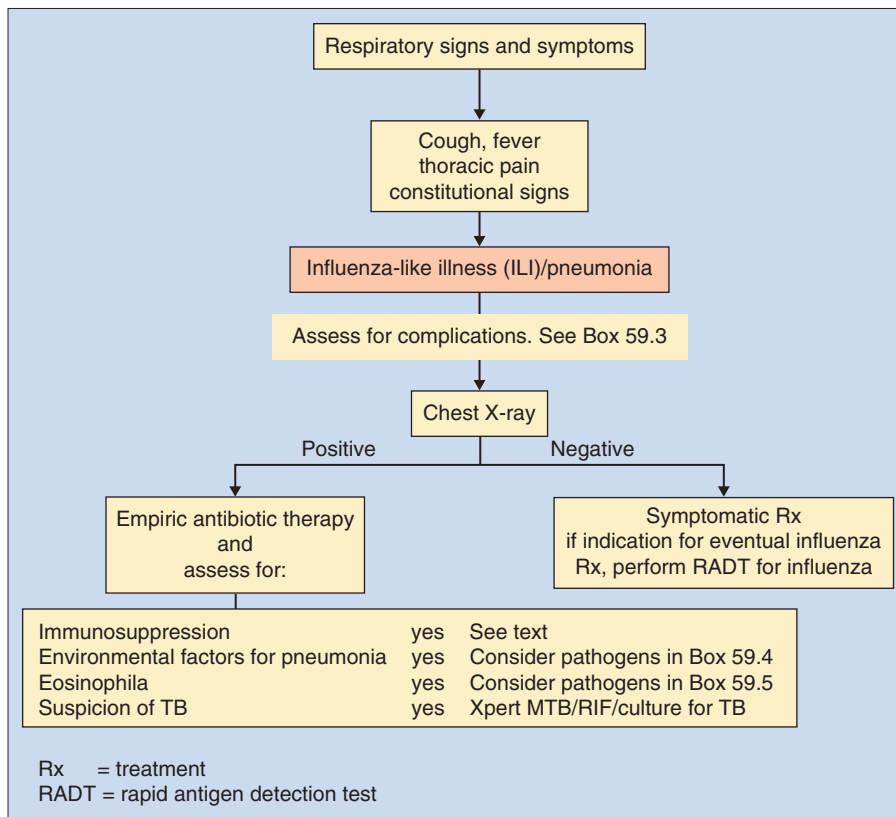 Respiratory signs and symptoms
Cough, fever
thoracic pain
constitutional signs
Influenza-like illness (ILI)/pneumonia
Assess for complications. See Box 59.3
Chest X-ray
Positive
Negative
Empiric antibiotic therapy
and
assess for:
Symptomatic Rx
if indication for eventual influenza
Rx, perform RADT for influenza
Immunosuppression yes See text
Environmental factors for pneumonia yes Consider pathogens in Box 59.4
Eosinophila yes Consider pathogens in Box 59.5
Suspicion of TB yes Xpert MTB/RIF/culture for TB
Rx = treatment
RADT = rapid antigen detection test